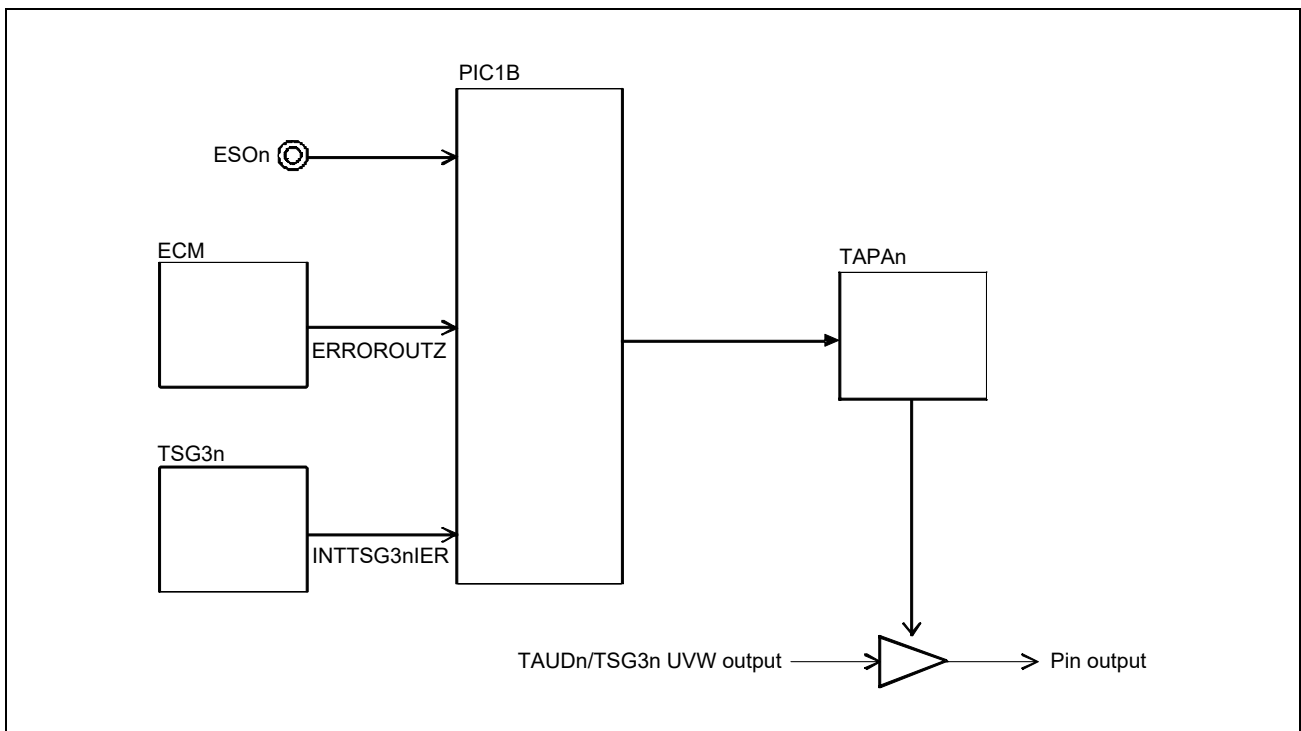 PIC1B
ESOn
ECM
TAPAn
ERROROUTZ
TSG3n
INTTSG3nIER
TAUDn/TSG3n UVW output
Pin output